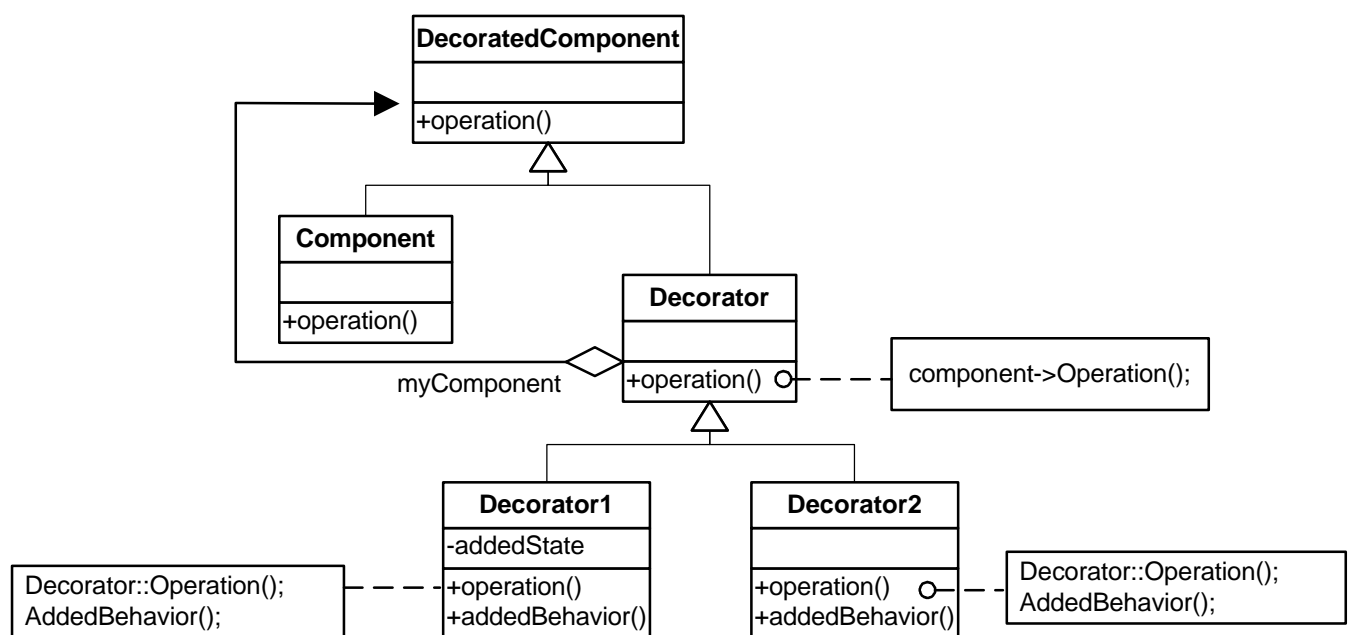 DecoratedComponent
+operation()
Component
+operation()
Decorator
+operation()
component->Operation();
myComponent
Decorator1
-addedState
+operation()
+addedBehavior()
Decorator2
+operation()
+addedBehavior()
Decorator::Operation();
AddedBehavior();
Decorator::Operation();
AddedBehavior();